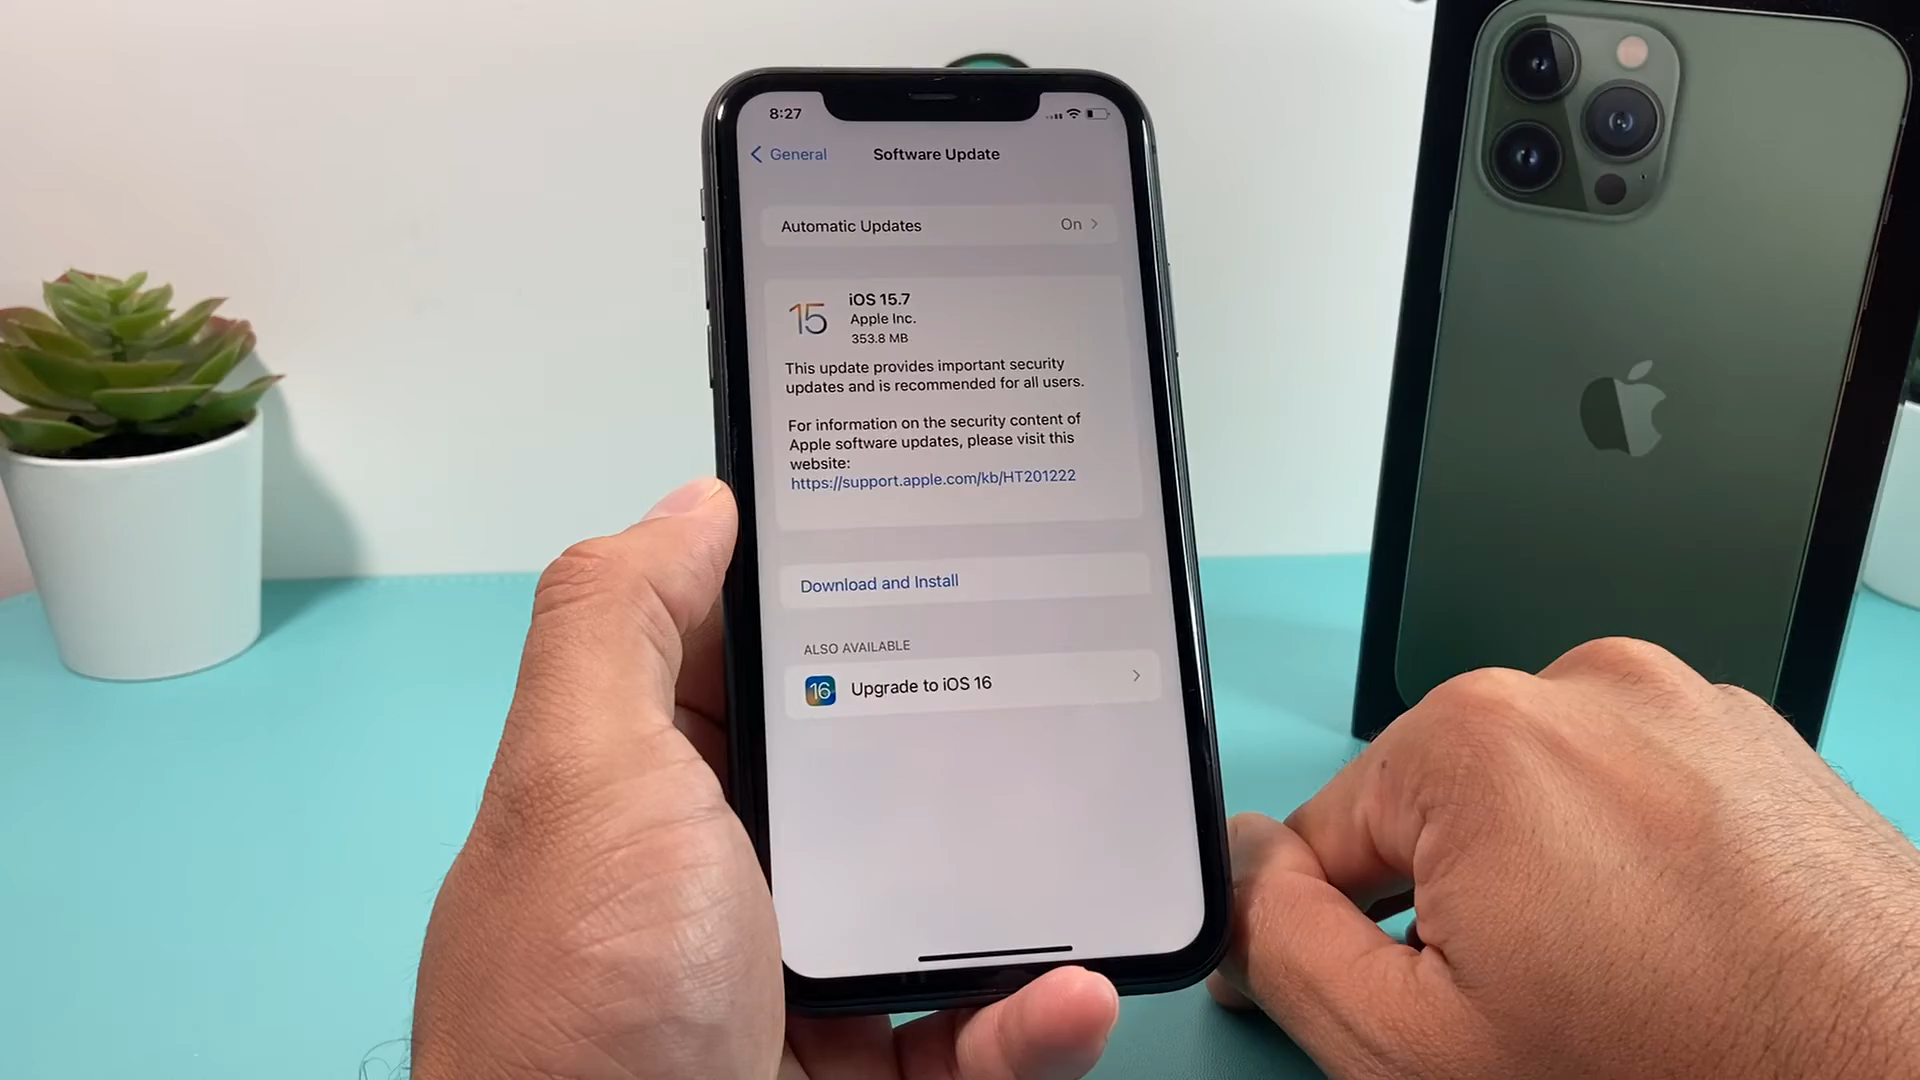 8:27
General
Software Update
Automatic Updates
On
15
iOS 15.7
Apple Inc.
353.8 MB
This update provides important security
updates and is recommended for all users.
For information on the security content of
Apple software updates, please visit this
website:
https://support.apple.com/kb/HT201222
Download and Install
ALSO AVAILABLE
16
Upgrade to iOS 16